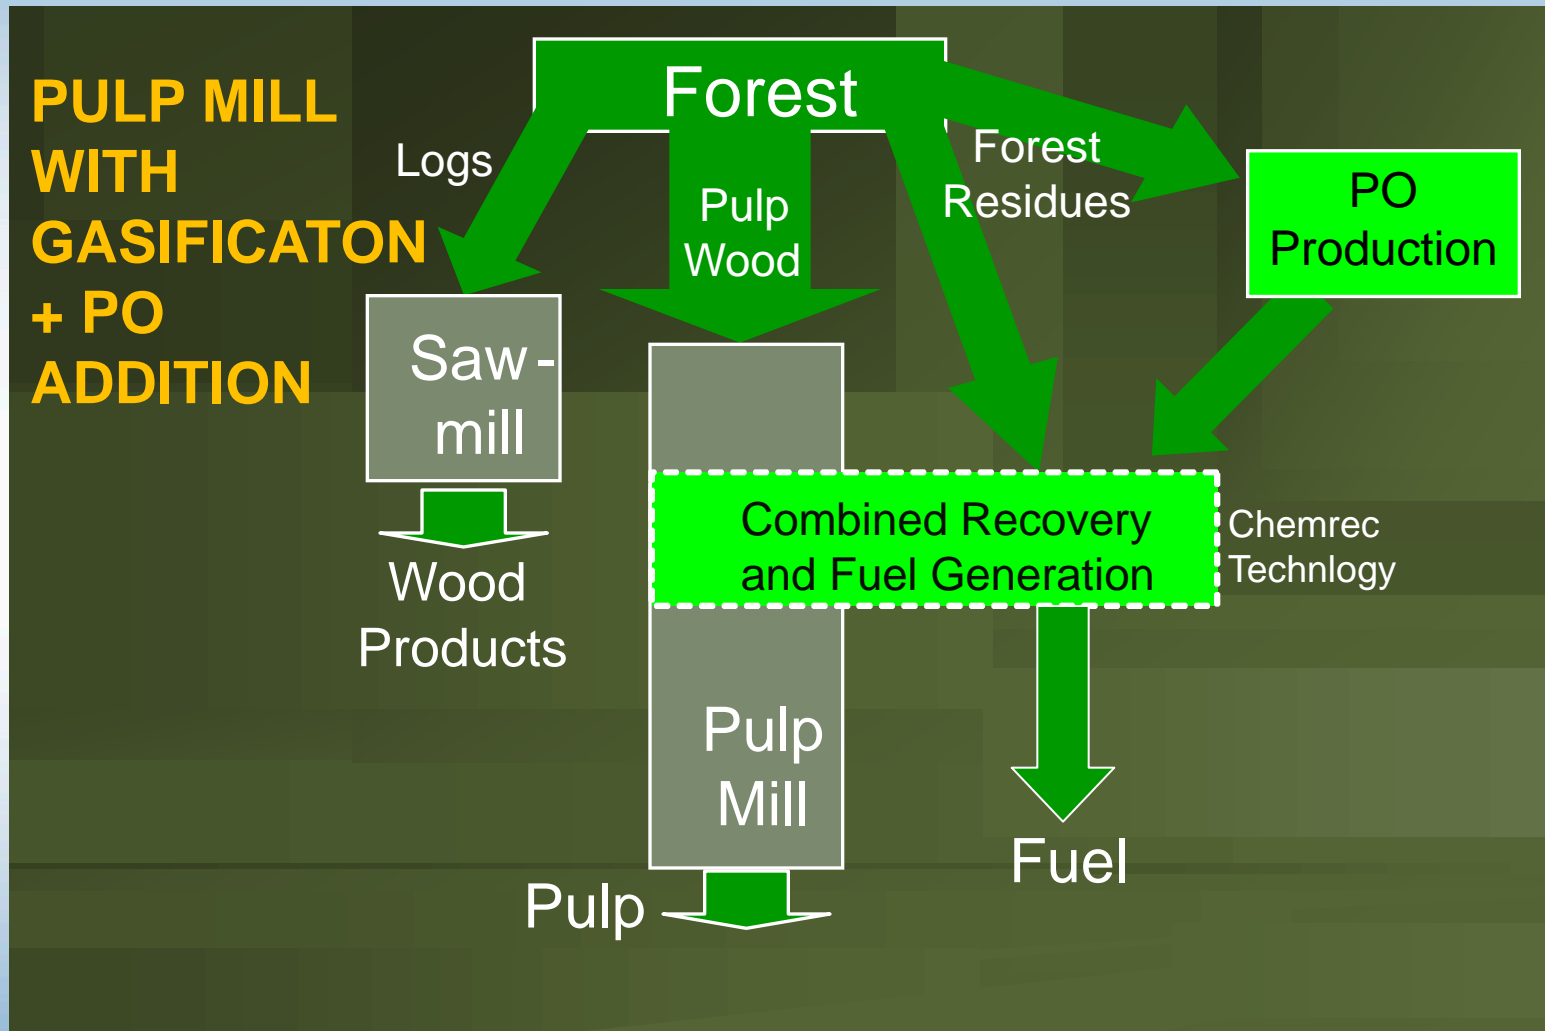 PULP MILL
WITH
GASIFICATON
+ PO
ADDITION
Forest
Logs
Pulp
Wood
Forest
Residues
PO
Production
Saw-
mill
Wood
Products
Combined Recovery
and Fuel Generation
Chemrec
Technlogy
Pulp
Mill
Fuel
Pulp